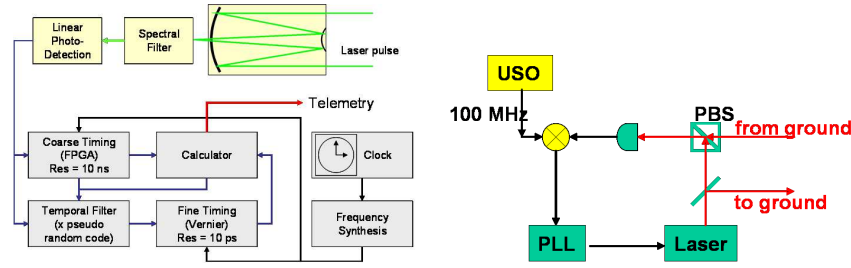 Linear
Photo-
Detection
Spectral
Filter
Laser pulse
Telemetry
Coarse Timing
(FPGA)
Res = 10 ns
Calculator
Clock
Temporal Filter
(x pseudo
random code)
Fine Timing
(Vernier)
Res = 10 ps
Frequency
Synthesis
USO
100 MHz
PBS
from ground
to ground
PLL
Laser